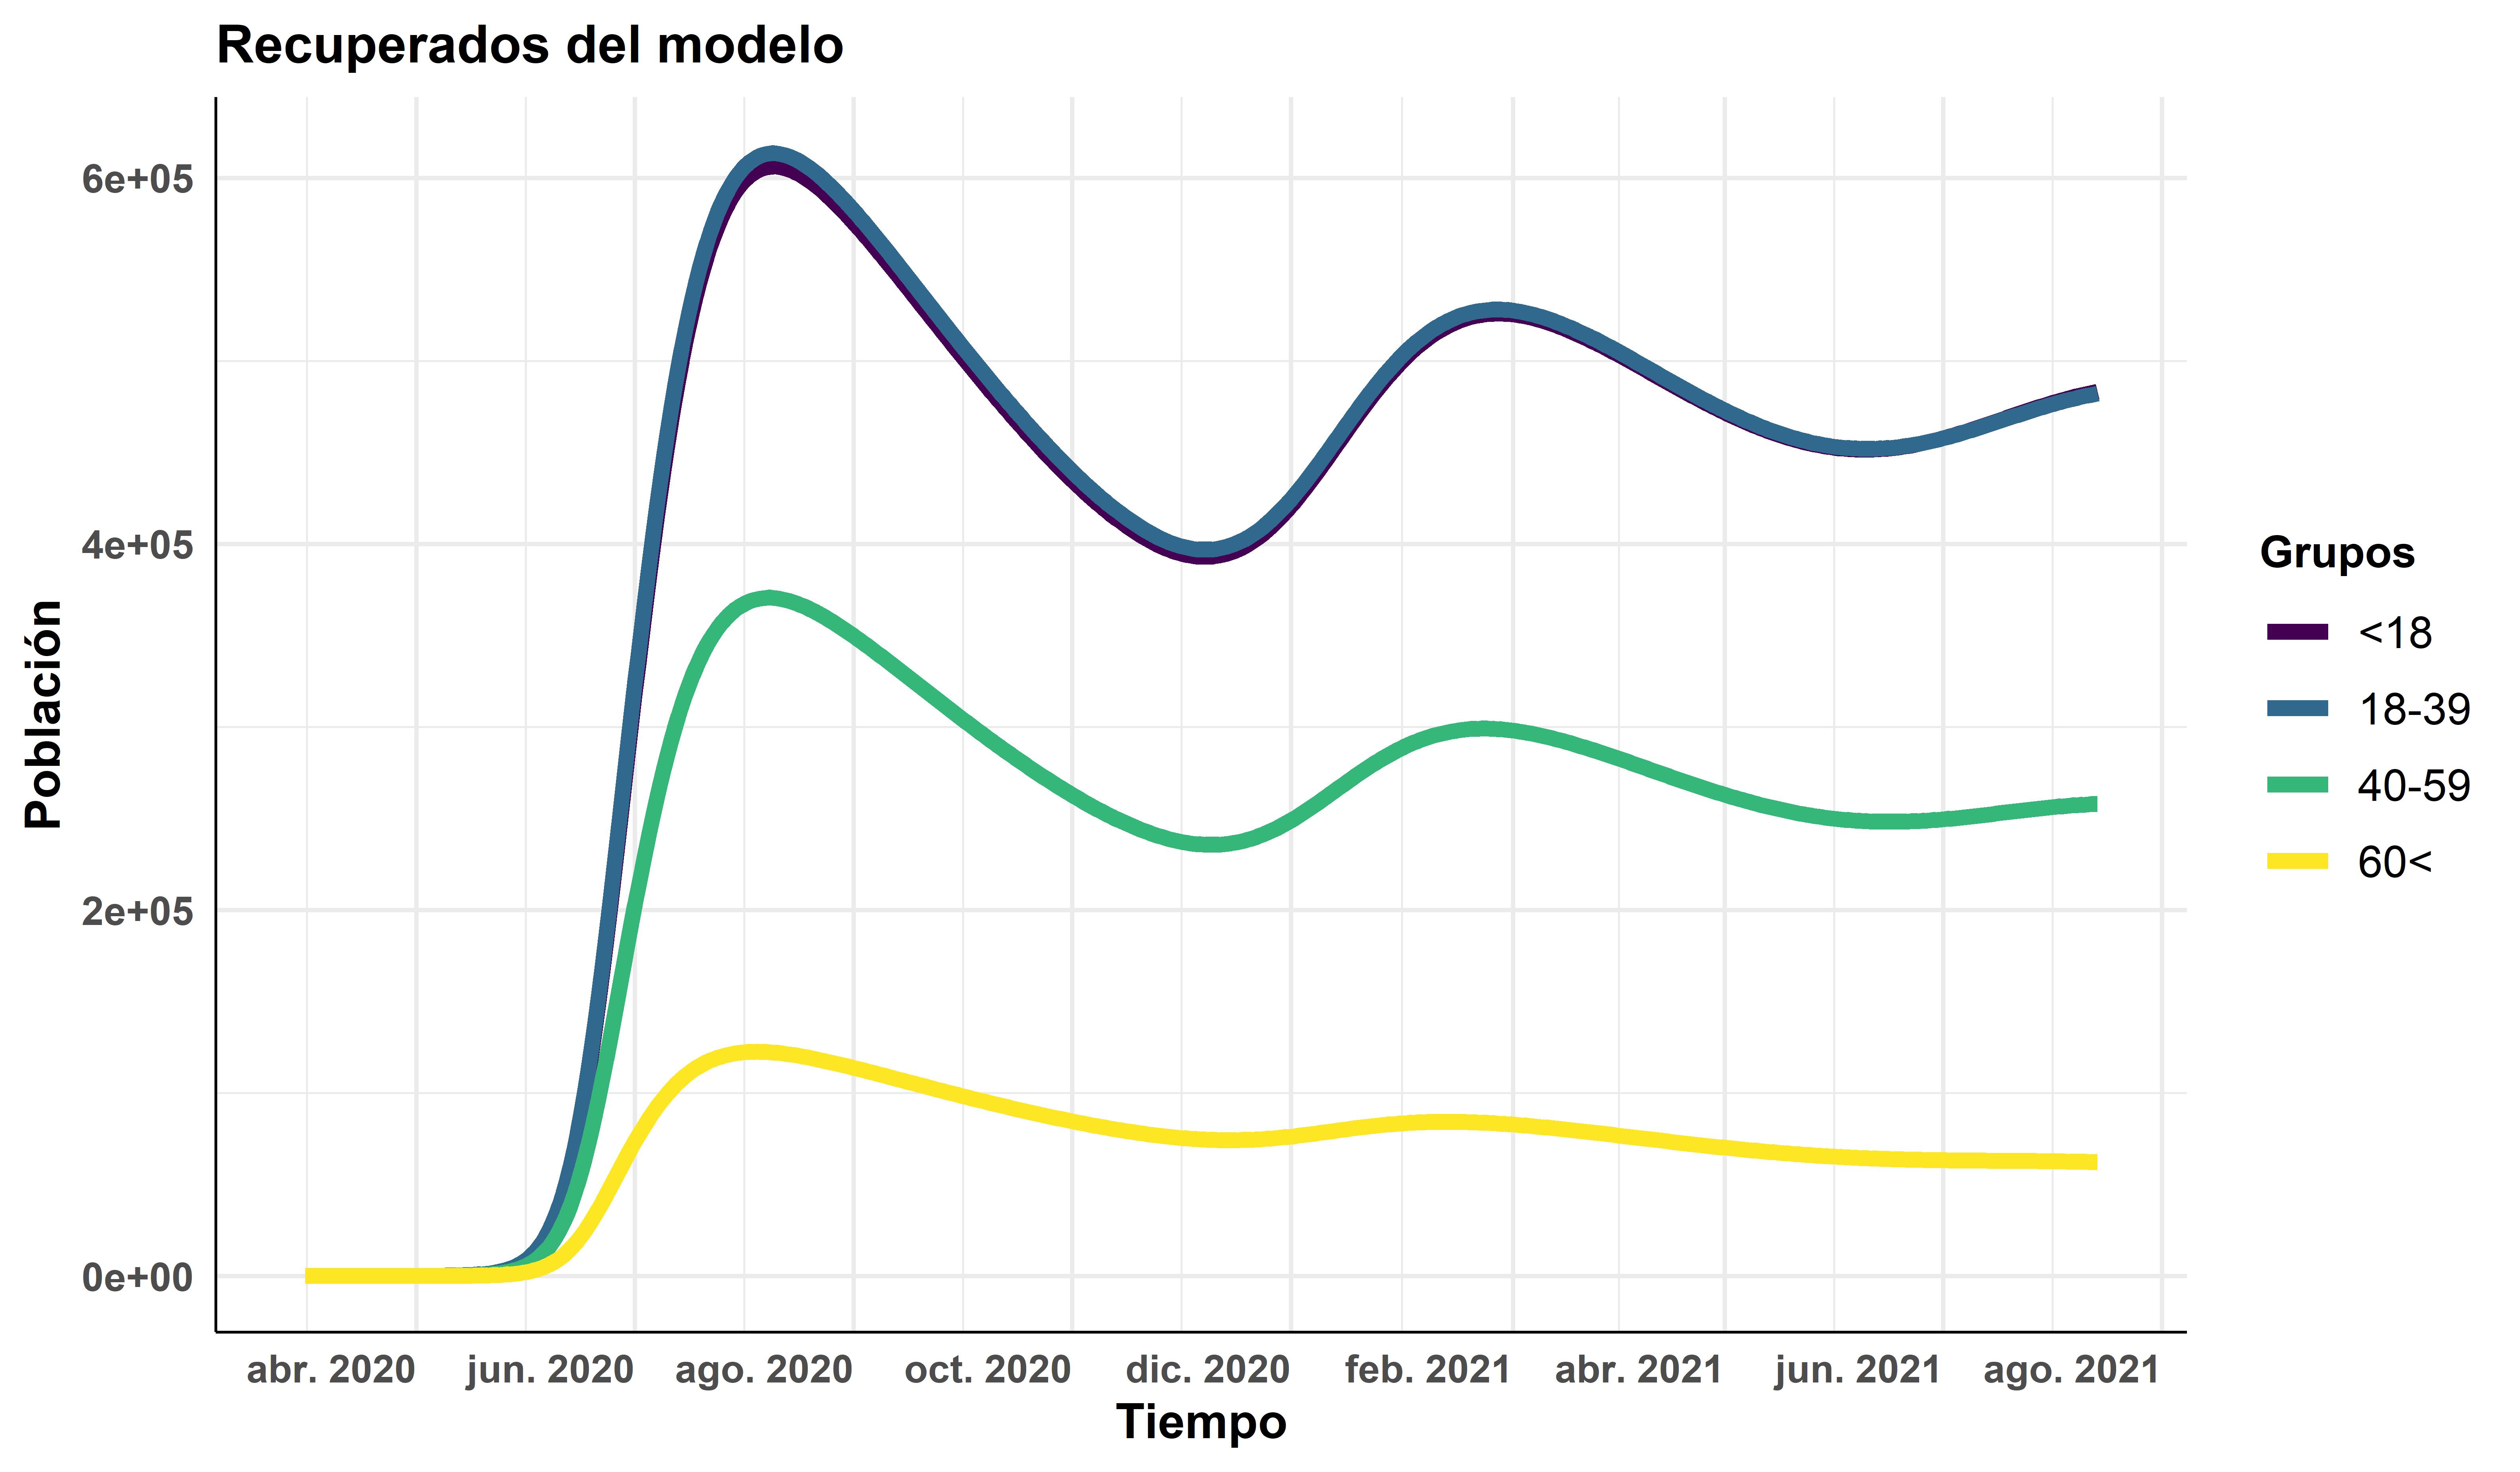 Recuperados del modelo
6e+05
4e+05
2e+05
0e+00
Población
abr. 2020
jun. 2020
ago. 2020
oct. 2020
dic. 2020
feb. 2021
abr. 2021
jun. 2021
ago. 2021
Tiempo
Grupos
<18
18-39
40-59
60<